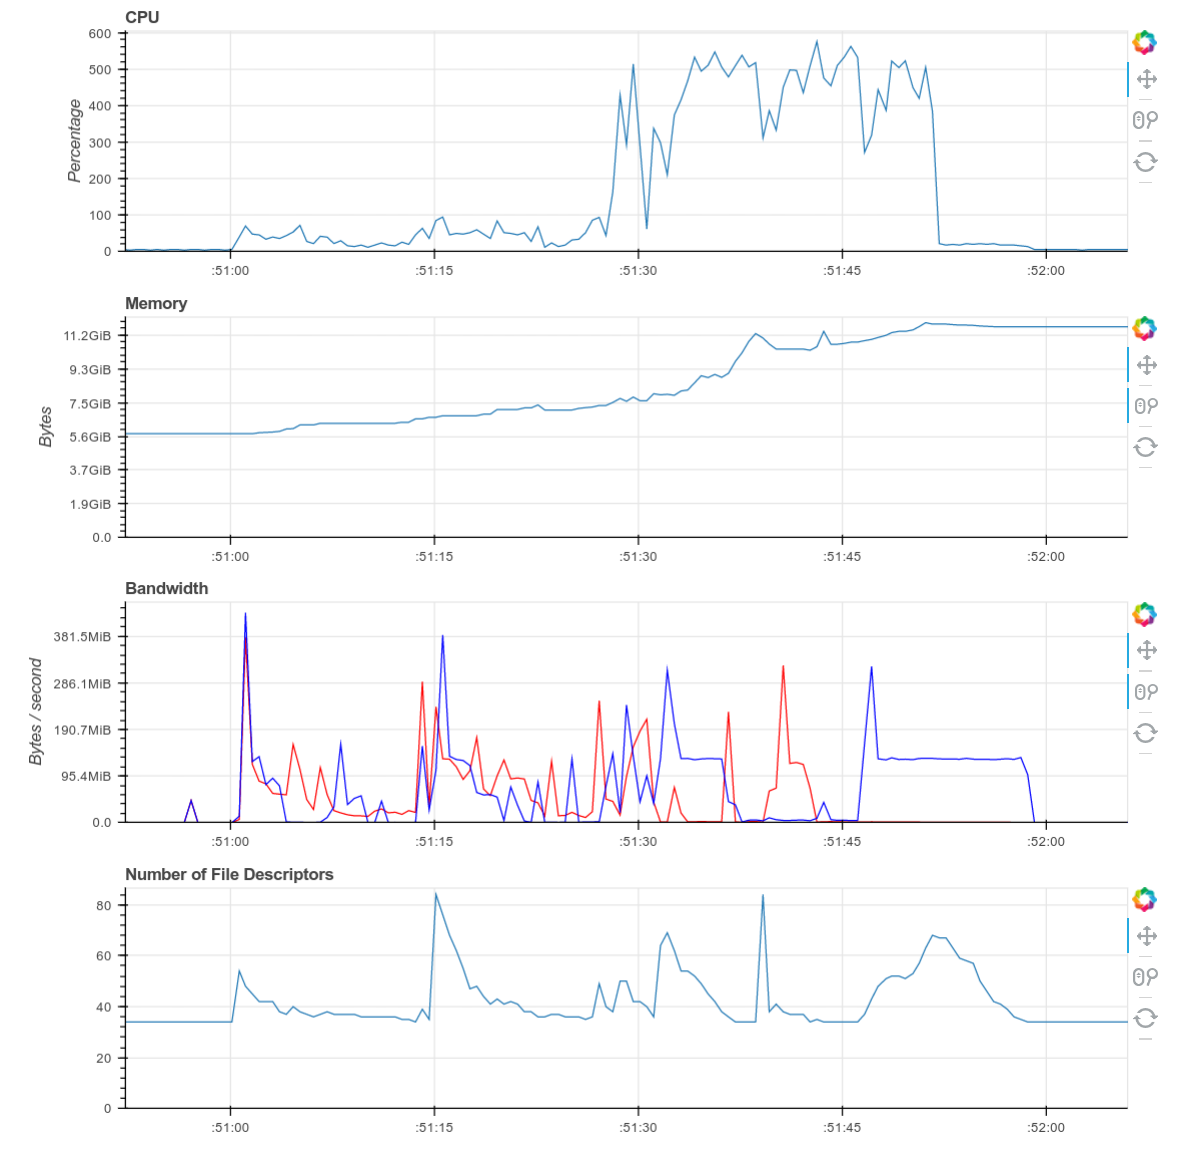 CPU
600
500
400
300
200
100
0
Percentage
:51:00 :51:15 :51:30 :51:45 :52:00
Memory
11.2GiB
9.3GiB
7.5GiB
5.6GiB
3.7GiB
1.9GiB
0.0
Bytes
:51:00 :51:15 :51:30 :51:45 :52:00
Bandwidth
381.5MiB
286.1MiB
190.7MiB
95.4MiB
0.0
Bytes / second
:51:00 :51:15 :51:30 :51:45 :52:00
Number of File Descriptors
80
60
40
20
0
:51:00 :51:15 :51:30 :51:45 :52:00